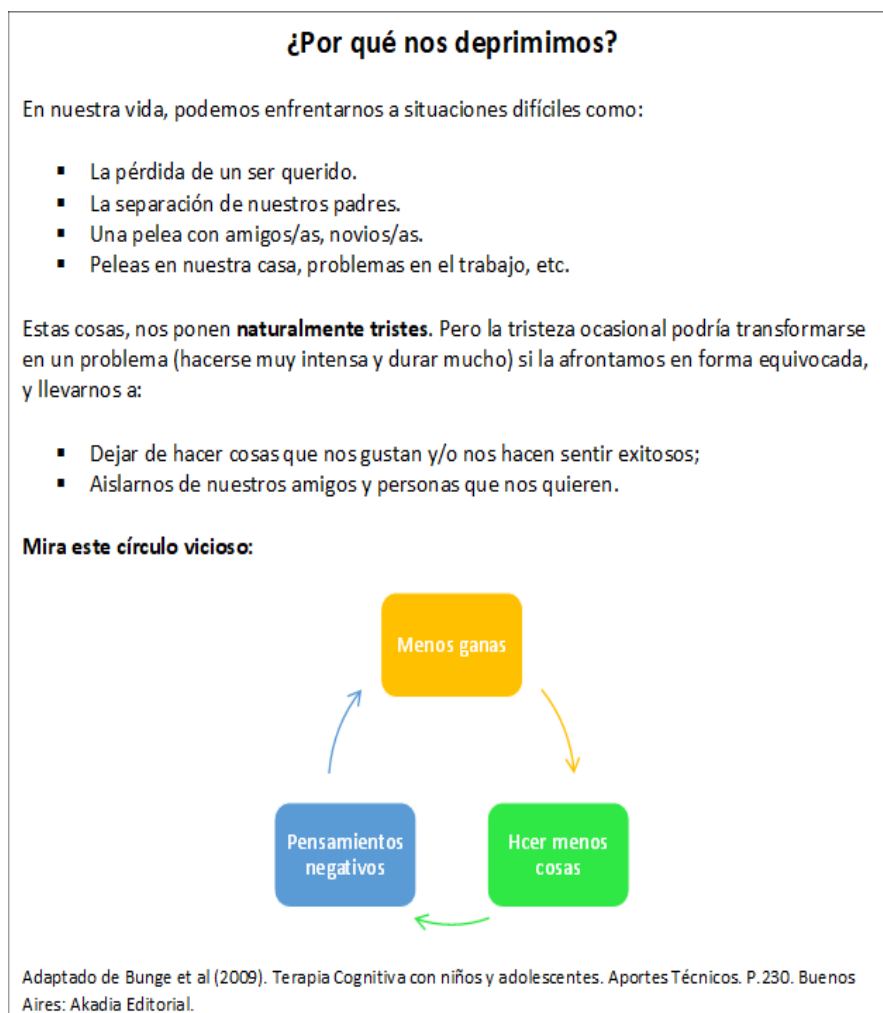 ¿Por qué nos deprimimos?
En nuestra vida, podemos enfrentarnos a situaciones difíciles como:
▪ La pérdida de un ser querido.
▪ La separación de nuestros padres.
▪ Una pelea con amigos/as, novios/as.
▪ Peleas en nuestra casa, problemas en el trabajo, etc.
Estas cosas, nos ponen naturalmente tristes. Pero la tristeza ocasional podría transformarse
en un problema (hacerse muy intensa y durar mucho) si la afrontamos en forma equivocada,
y llevarnos a:
▪ Dejar de hacer cosas que nos gustan y/o nos hacen sentir exitosos;
▪ Aislarnos de nuestros amigos y personas que nos quieren.
Mira este círculo vicioso:
Menos ganas
Pensamientos
negativos
Hcer menos
cosas
Adaptado de Bunge et al (2009). Terapia Cognitiva con niños y adolescentes. Aportes Técnicos. P.230. Buenos
Aires: Akadia Editorial.